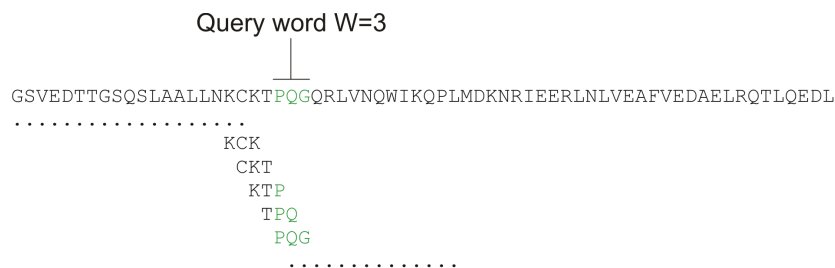 Query word W=3
GSVEDTTGSQSLAALLNKCKTPQGQRLVNQWIKQPLMDKNRIEERLNLVEAFVEDAELRQTLQEDL
...................
KCK
CKT
KTP
TPQ
PQG
..............